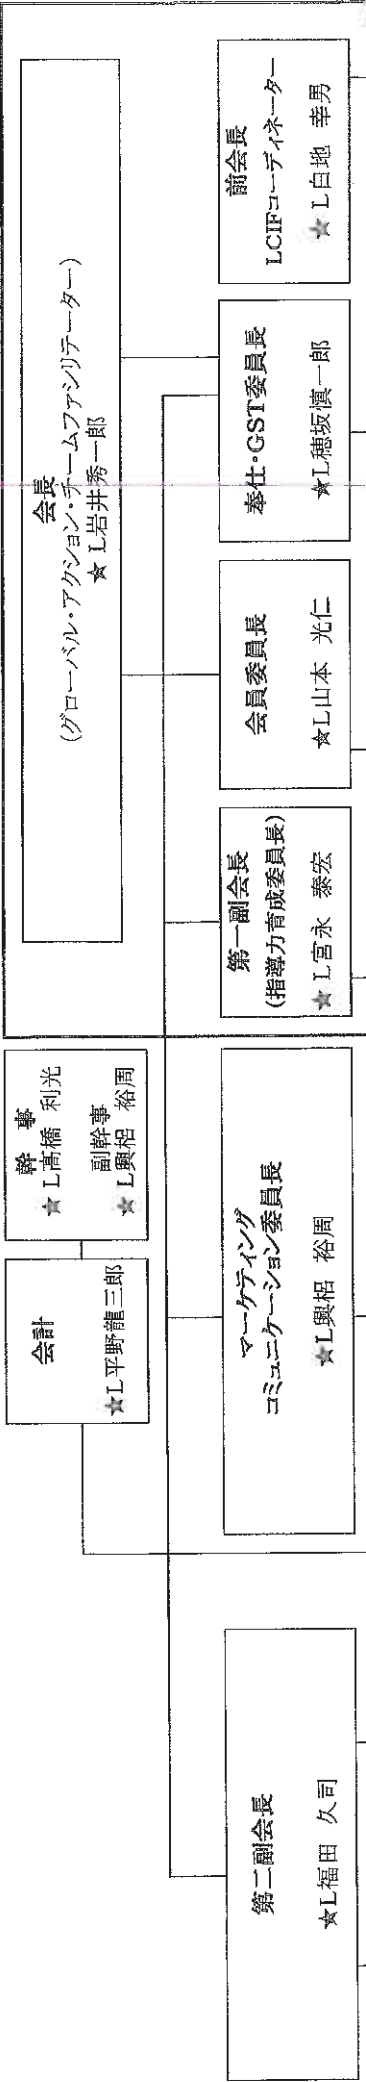 会長
(グローバル・アクション・チームファシリテーター)
★ L岩井秀一郎
幹　事
★ L髙橋 利光
副幹事
★ L興梠 裕周
会計
★L平野龍三郎
前会長
LCIFコーディネーター
★ L白地 幸男
奉仕・GST委員長
★L穂坂慎一郎
会員委員長
★L山本 光仁
第一副会長
(指導力育成委員長)
★ L宮永 泰宏
マーケティング
コミュニケーション委員長
★L興梠 裕周
第二副会長
★L福田 久司